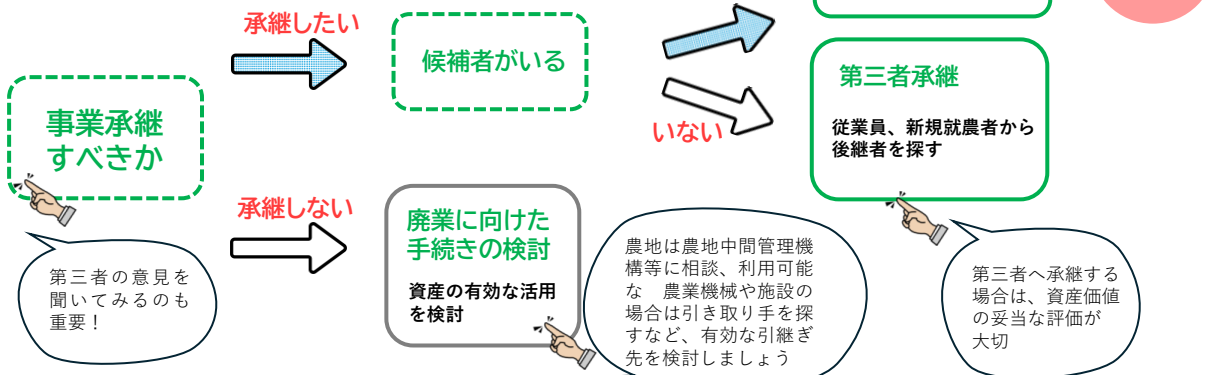 承継したい
候補者がいる
事業承継
すべきか
いない
第三者承継
従業員、新規就農者から
後継者を探す
承継しない
廃業に向けた
手続きの検討
資産の有効な活用
を検討
第三者の意見を
聞いてみるのも
重要！
農地は農地中間管理機
構等に相談、利用可能
な　農業機械や施設の
場合は引き取り手を探
すなど、有効な引継ぎ
先を検討しましょう
第三者へ承継する
場合は、資産価値
の妥当な評価が
大切